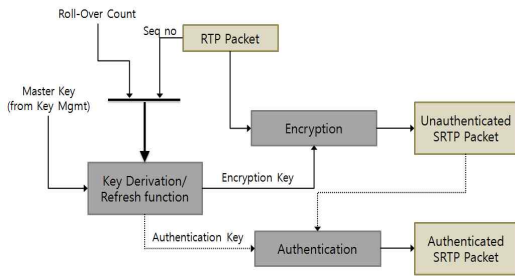 Roll-Over Count
Seq no
RTP Packet
Master Key
(from Key Mgmt)
Encryption
Unauthenticated
SRTP Packet
Key Derivation/
Refresh function
Encryption Key
Authentication Key
Authentication
Authenticated
SRTP Packet